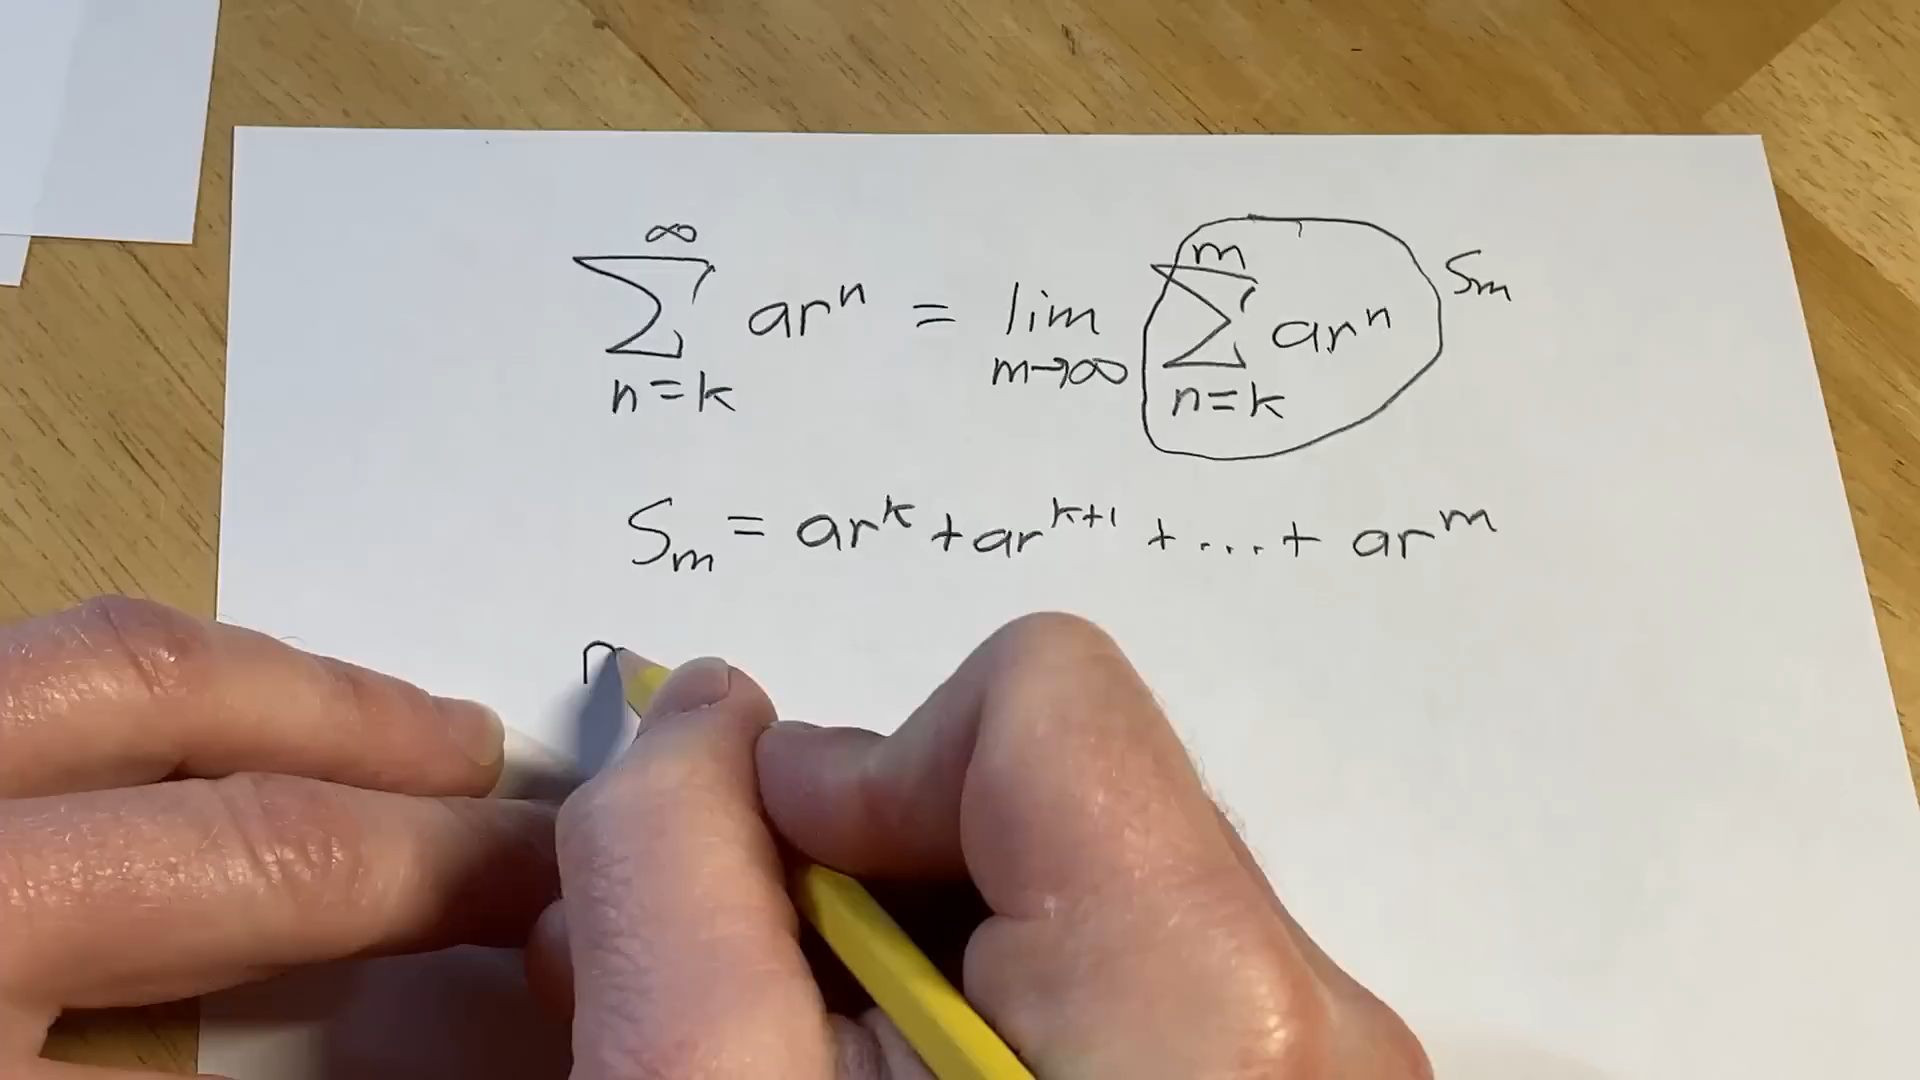 ∑_{n=k}^{∞} ar^n = lim_{m→∞} ∑_{n=k}^{m} ar^n S_m
S_m = ar^k + ar^{k+1} + ... + ar^m
r